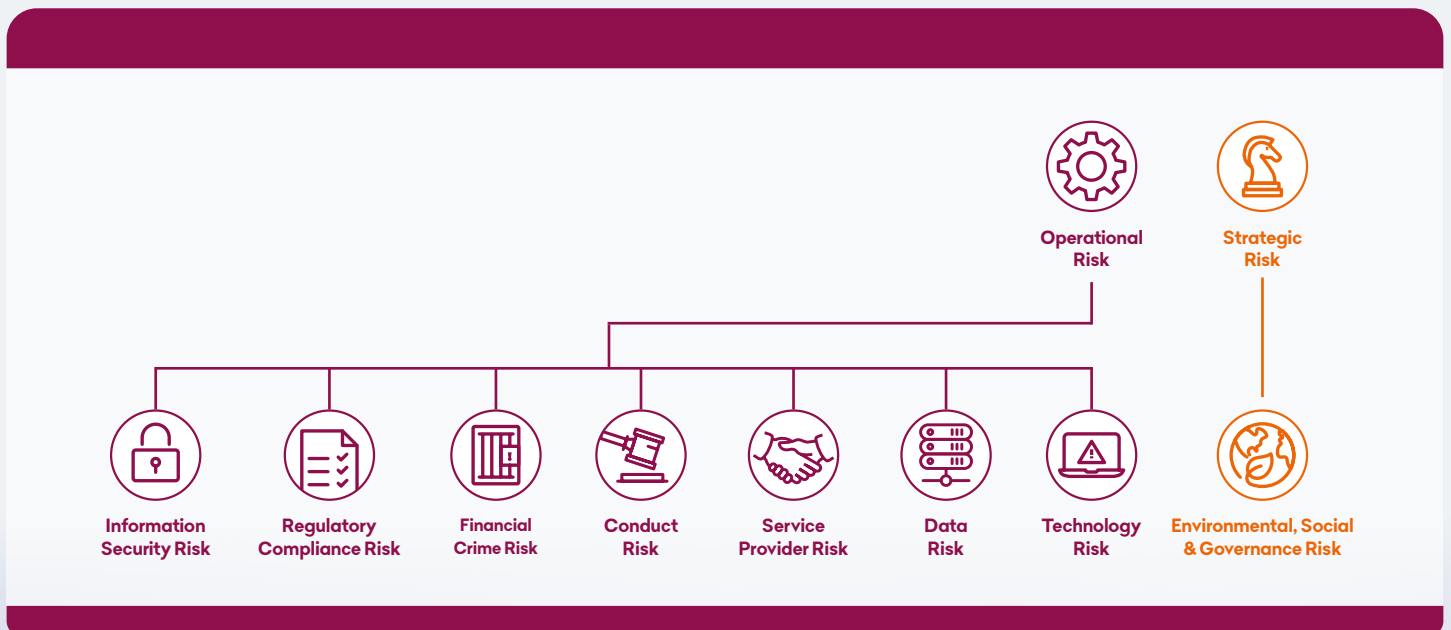 Operational
Risk
Strategic
Risk
Information
Security Risk
Regulatory
Compliance Risk
Financial
Crime Risk
Conduct
Risk
Service
Provider Risk
Data
Risk
Technology
Risk
Environmental, Social
& Governance Risk